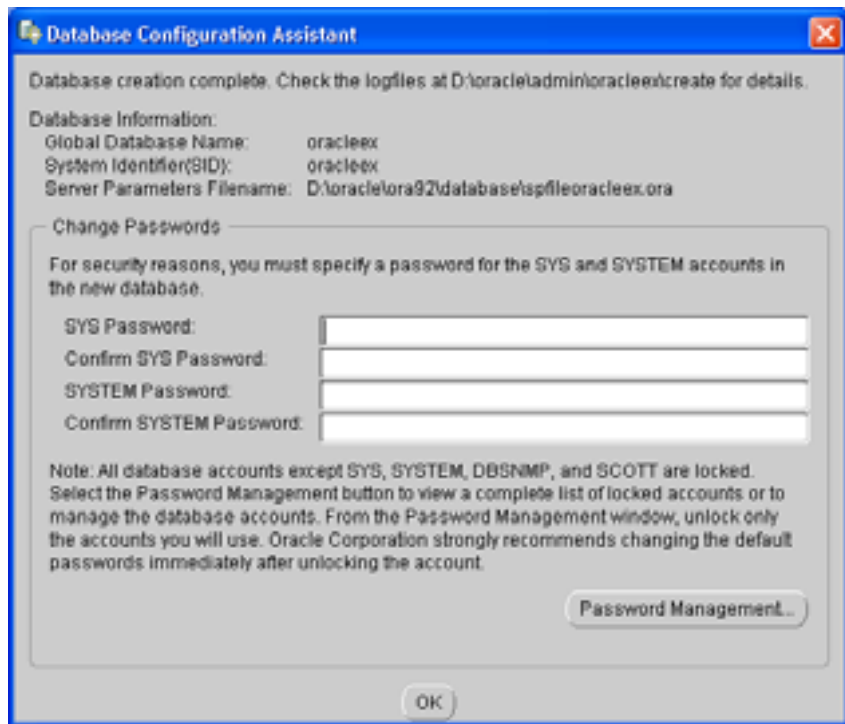 Database Configuration Assistant
Database creation complete. Check the logfiles at D:\oracle\admin\oracleex\create for details.
Database Information:
Global Database Name: oracleex
System Identifier(SID): oracleex
Server Parameters Filename: D:\oracle\ora92\database\spfileoracleex.ora
Change Passwords
For security reasons, you must specify a password for the SYS and SYSTEM accounts in
the new database.
SYS Password:
Confirm SYS Password:
SYSTEM Password:
Confirm SYSTEM Password:
Note: All database accounts except SYS, SYSTEM, DBSNMP, and SCOTT are locked.
Select the Password Management button to view a complete list of locked accounts or to
manage the database accounts. From the Password Management window, unlock only
the accounts you will use. Oracle Corporation strongly recommends changing the default
passwords immediately after unlocking the account.
Password Management...
OK